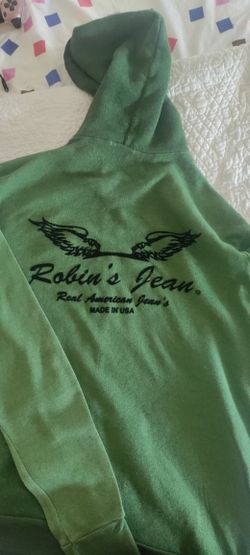 Robin's Jean®
Real American Jean's
MADE IN USA